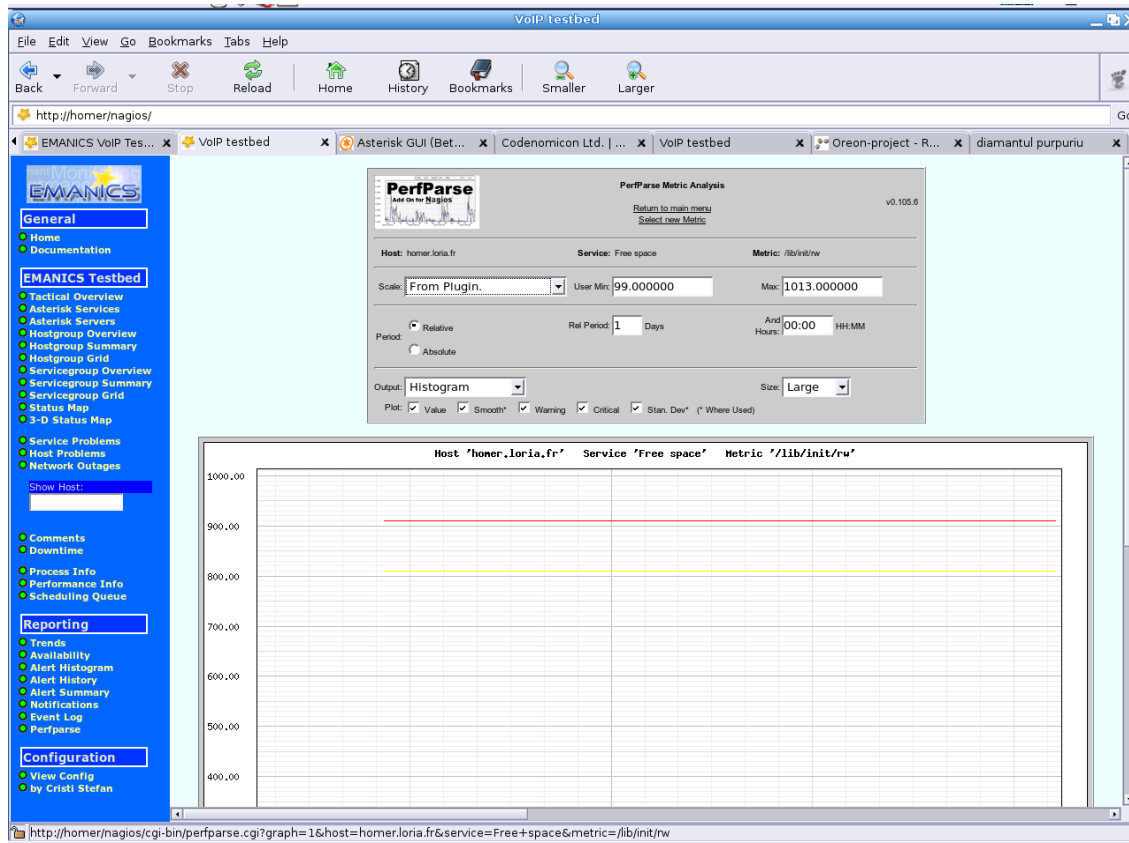 VoIP testbed
File Edit View Go Bookmarks Tabs Help
Back Forward Stop Reload Home History Bookmarks Smaller Larger
http://homer/nagios/ Go
EMANICS VoIP Tes... x VoIP testbed x Asterisk GUI (Bet... x Codenomicon Ltd. | ... x VoIP testbed x Oreon-project - R... x diamantul purpuriu x
EMANICS
General
Home
Documentation
EMANICS Testbed
Tactical Overview
Asterisk Services
Asterisk Servers
Hostgroup Overview
Hostgroup Summary
Hostgroup Grid
Servicegroup Overview
Servicegroup Summary
Servicegroup Grid
Status Map
3-D Status Map
Service Problems
Host Problems
Network Outages
Show Host:
Comments
Downtime
Process Info
Performance Info
Scheduling Queue
Reporting
Trends
Availability
Alert Histogram
Alert History
Alert Summary
Notifications
Event Log
Perfparse
Configuration
View Config
by Cristi Stefan
PerfParse
Add On for Nagios
PerfParse Metric Analysis
Return to main menu
Select new Metric
v0.105.6
Host: homer.loria.fr Service: Free space Metric: /lib/init/rw
Scale: From Plugin. User Min: 99.000000 Max: 1013.000000
Period: Relative Rel Period: 1 Days And Hours: 00:00 HH:MM
Absolute
Output: Histogram Size: Large
Plot: Value Smooth* Warning Critical Stan. Dev* (* Where Used)
Host 'homer.loria.fr' Service 'Free space' Metric '/lib/init/rw'
1000.00
900.00
800.00
700.00
600.00
500.00
400.00
http://homer/nagios/cgi-bin/perfparse.cgi?graph=1&host=homer.loria.fr&service=Free+space&metric=/lib/init/rw